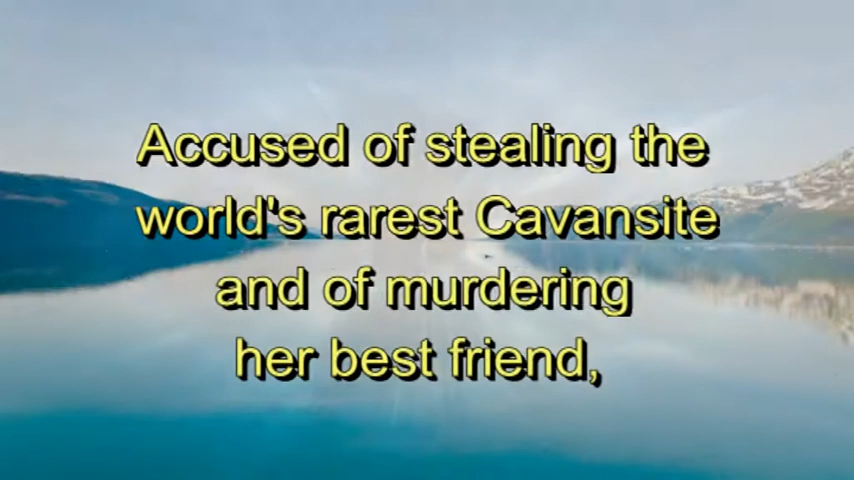 Accused of stealing the
world's rarest Cavansite
and of murdering
her best friend,